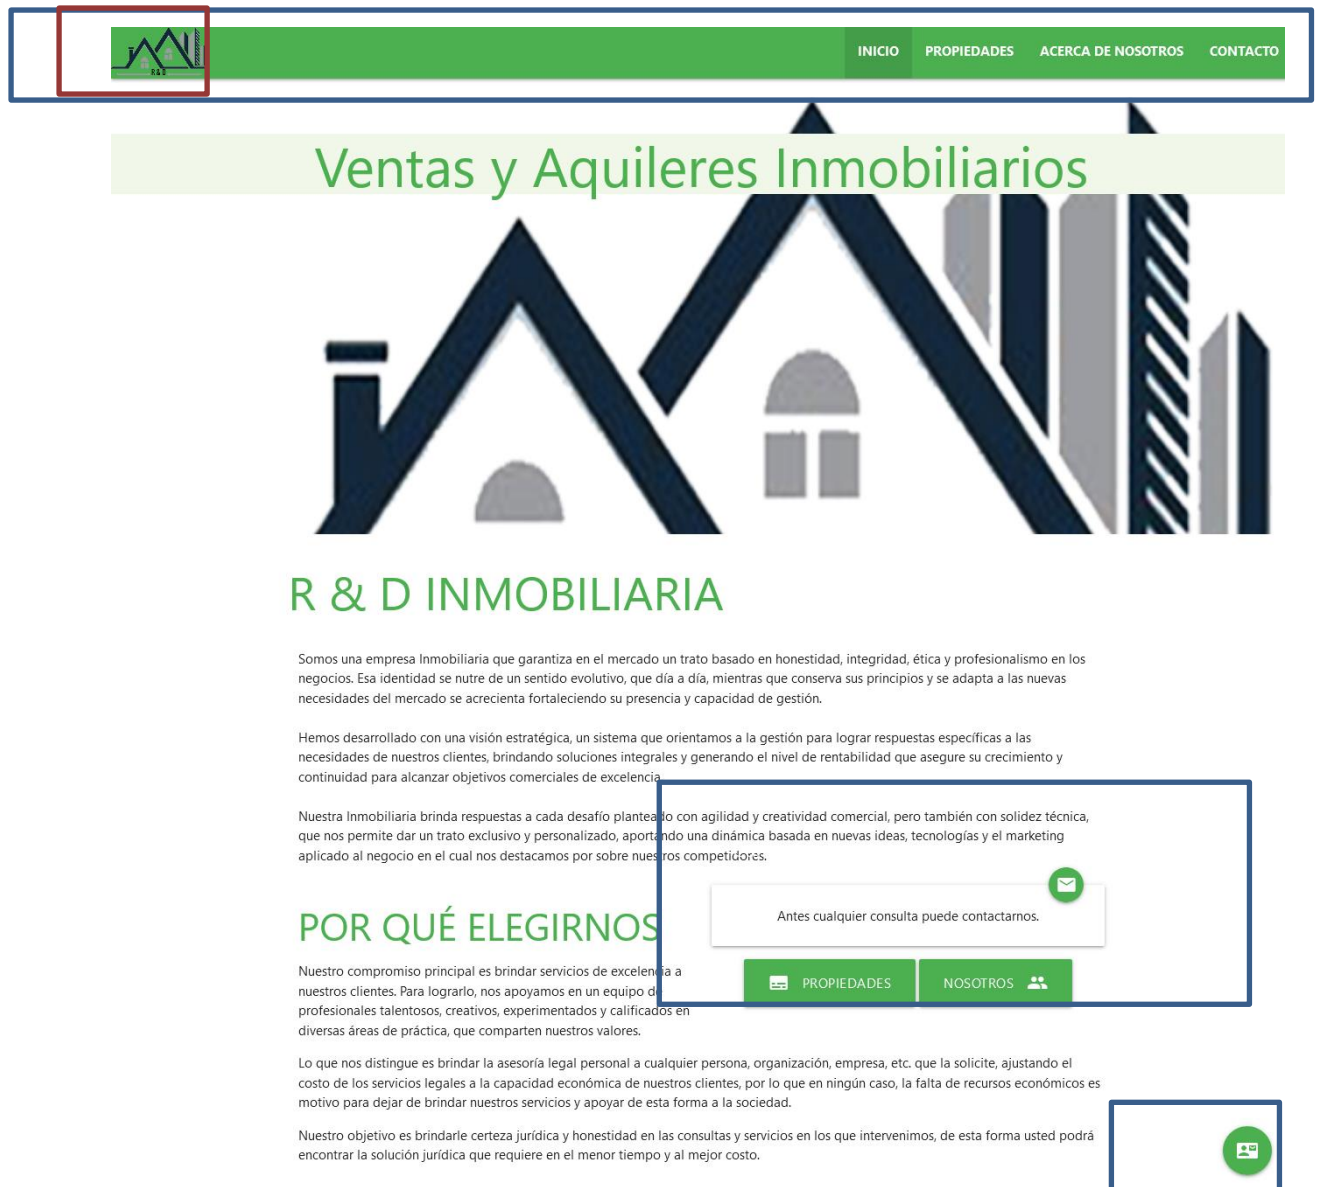 R & D
INICIO PROPIEDADES ACERCA DE NOSOTROS CONTACTO
Ventas y Aquileres Inmobiliarios
R & D INMOBILIARIA
Somos una empresa Inmobiliaria que garantiza en el mercado un trato basado en honestidad, integridad, ética y profesionalismo en los
negocios. Esa identidad se nutre de un sentido evolutivo, que día a día, mientras que conserva sus principios y se adapta a las nuevas
necesidades del mercado se acrecienta fortaleciendo su presencia y capacidad de gestión.
Hemos desarrollado con una visión estratégica, un sistema que orientamos a la gestión para lograr respuestas específicas a las
necesidades de nuestros clientes, brindando soluciones integrales y generando el nivel de rentabilidad que asegure su crecimiento y
continuidad para alcanzar objetivos comerciales de excelencia.
Nuestra Inmobiliaria brinda respuestas a cada desafío planteado con agilidad y creatividad comercial, pero también con solidez técnica,
que nos permite dar un trato exclusivo y personalizado, aportando una dinámica basada en nuevas ideas, tecnologías y el marketing
aplicado al negocio en el cual nos destacamos por sobre nuestros competidores.
POR QUÉ ELEGIRNOS
Nuestro compromiso principal es brindar servicios de excelencia a
nuestros clientes. Para lograrlo, nos apoyamos en un equipo de
profesionales talentosos, creativos, experimentados y calificados en
diversas áreas de práctica, que comparten nuestros valores.
Antes cualquier consulta puede contactarnos.
PROPIEDADES NOSOTROS
Lo que nos distingue es brindar la asesoría legal personal a cualquier persona, organización, empresa, etc. que la solicite, ajustando el
costo de los servicios legales a la capacidad económica de nuestros clientes, por lo que en ningún caso, la falta de recursos económicos es
motivo para dejar de brindar nuestros servicios y apoyar de esta forma a la sociedad.
Nuestro objetivo es brindarle certeza jurídica y honestidad en las consultas y servicios en los que intervenimos, de esta forma usted podrá
encontrar la solución jurídica que requiere en el menor tiempo y al mejor costo.